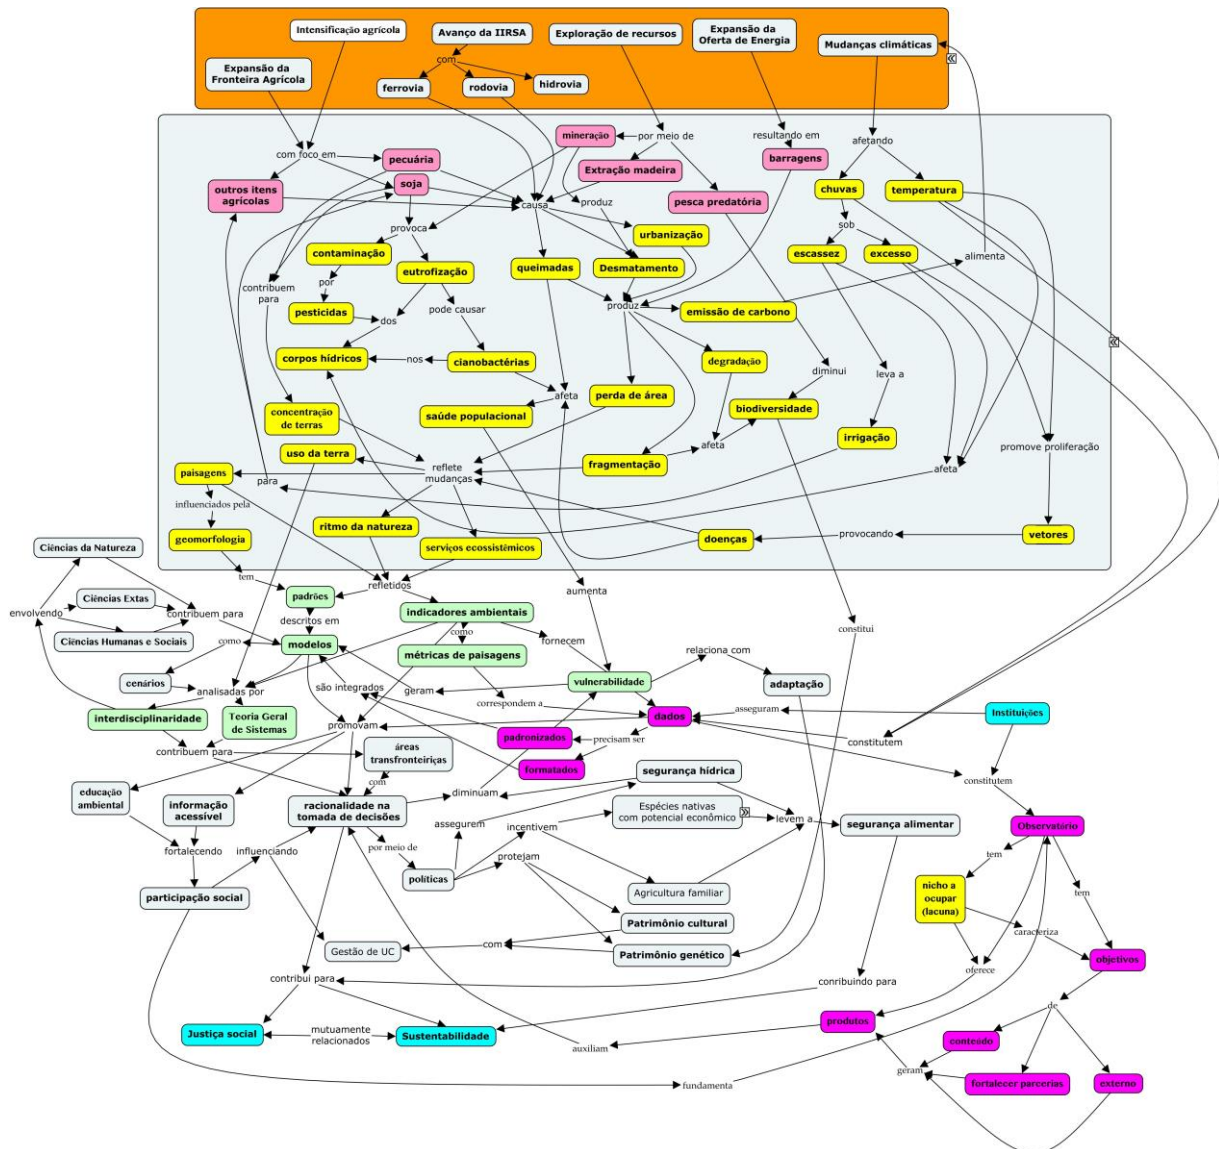 Intensificação agrícola
Avanço da IIRSA
Exploração de recursos
Expansão da
Oferta de Energia
Mudanças climáticas
Expansão da
Fronteira Agrícola
com
ferrovia
rodovia
hidrovia
mineração
por meio de
resultando em
afetando
com foco em
pecuária
Extração madeira
barragens
outros itens
agrícolas
soja
chuvas
temperatura
causa
produz
pesca predatória
provoca
urbanização
sob
contaminação
escassez
excesso
alimenta
eutrofização
queimadas
Desmatamento
contribuem
para
por
pesticidas
pode causar
produz
emissão de carbono
dos
corpos hídricos
nos
cianobactérias
degradação
diminui
leva a
saúde populacional
afeta
perda de área
biodiversidade
concentração
de terras
irrigação
afeta
promove proliferação
uso da terra
reflete
mudanças
fragmentação
afeta
paisagens
para
influenciados pela
ritmo da natureza
geomorfologia
serviços ecossistêmicos
doenças
provocando
vetores
Ciências da Natureza
tem
refletidos
padrões
aumenta
Ciências Extas
envolvendo
contribuem para
indicadores ambientais
descritos em
como
fornecem
constitui
Ciências Humanas e Sociais
como
modelos
métricas de paisagens
relaciona com
cenários
analisadas por
são integrados
geram
vulnerabilidade
adaptação
correspondem a
interdisciplinaridade
Teoria Geral
de Sistemas
promovam
dados
asseguram
Instituições
padronizados
precisam ser
constitutem
contribuem para
áreas
transfronteiriças
formatados
segurança hídrica
constitutem
educação
ambiental
informação
acessível
com
racionalidade na
tomada de decisões
diminuam
assegurem
incentivem
Espécies nativas
com potencial econômico
levem a
segurança alimentar
Observatório
fortalecendo
influenciando
por meio de
protejam
tem
participação social
políticas
Agricultura familiar
nicho a
ocupar
(lacuna)
tem
Patrimônio cultural
caracteriza
Gestão de UC
com
Patrimônio genético
oferece
objetivos
contribui para
conribuindo para
de
Justiça social
mutuamente
relacionados
Sustentabilidade
produtos
auxiliam
conteúdo
geram
fortalecer parcerias
externo
fundamenta